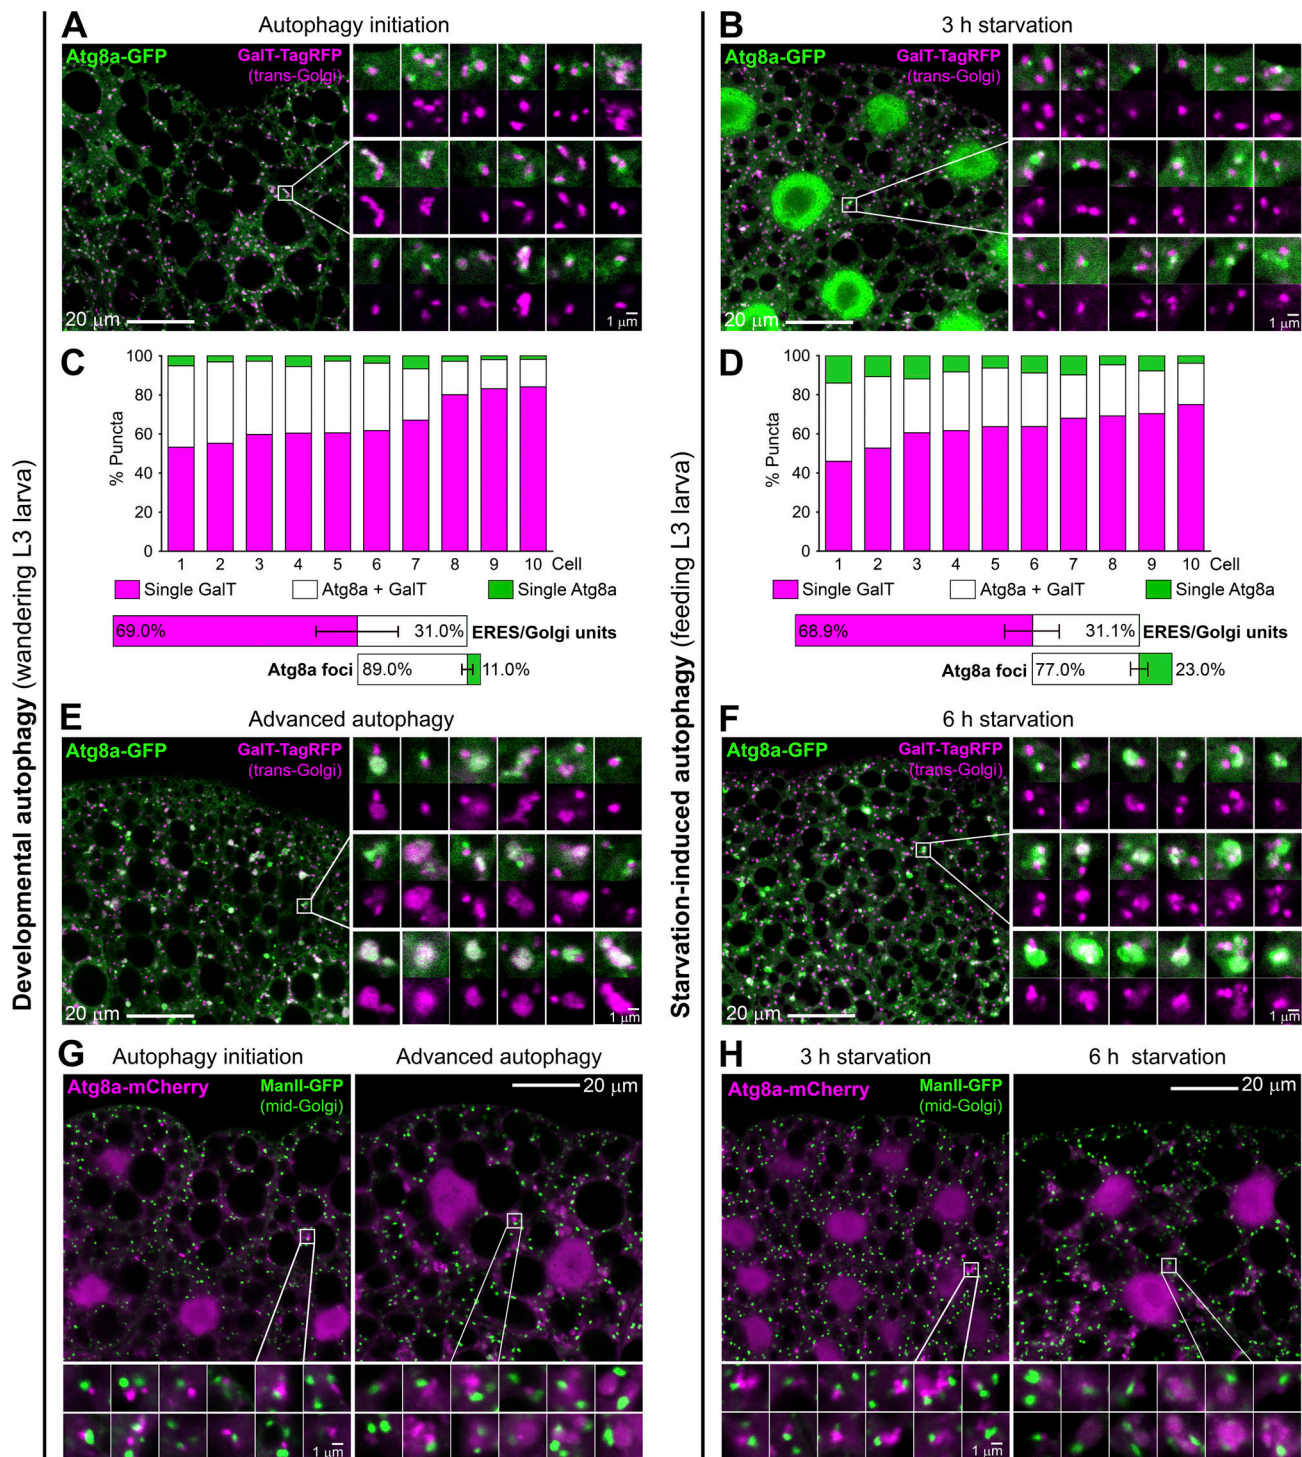 Developmental autophagy (wandering L3 larva)
A
Autophagy initiation
Atg8a-GFP
GalT-TagRFP
(trans-Golgi)
20 μm
1 μm
C
% Puncta
100
80
60
40
20
0
1 2 3 4 5 6 7 8 9 10 Cell
Single GalT
Atg8a + GalT
Single Atg8a
69.0% 31.0% ERES/Golgi units
Atg8a foci 89.0% 11.0%
E
Advanced autophagy
Atg8a-GFP
GalT-TagRFP
(trans-Golgi)
20 μm
1 μm
G
Autophagy initiation
Advanced autophagy
Atg8a-mCherry
ManII-GFP
(mid-Golgi)
20 μm
1 μm
Starvation-induced autophagy (feeding L3 larva)
B
3 h starvation
Atg8a-GFP
GalT-TagRFP
(trans-Golgi)
20 μm
1 μm
D
% Puncta
100
80
60
40
20
0
1 2 3 4 5 6 7 8 9 10 Cell
Single GalT
Atg8a + GalT
Single Atg8a
68.9% 31.1% ERES/Golgi units
Atg8a foci 77.0% 23.0%
F
6 h starvation
Atg8a-GFP
GalT-TagRFP
(trans-Golgi)
20 μm
1 μm
H
3 h starvation
6 h starvation
Atg8a-mCherry
ManII-GFP
(mid-Golgi)
20 μm
1 μm